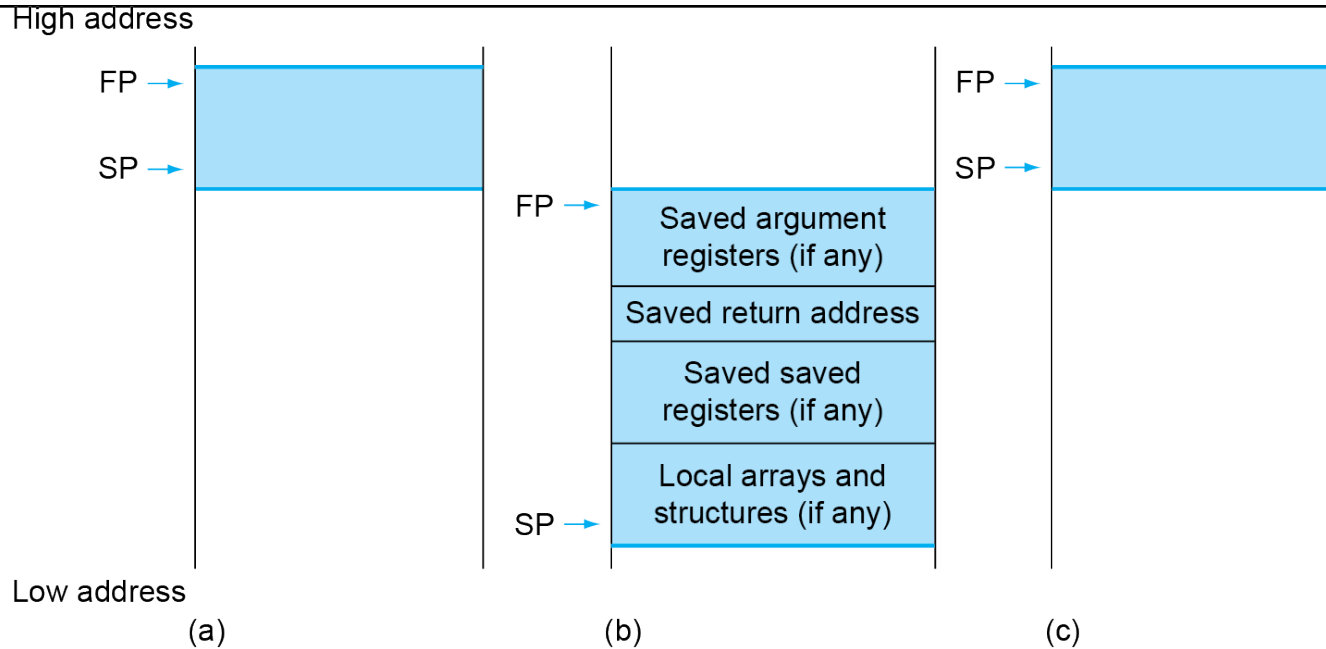 High address
FP
SP
FP
Saved argument
registers (if any)
Saved return address
Saved saved
registers (if any)
Local arrays and
structures (if any)
SP
FP
SP
Low address
(a)
(b)
(c)